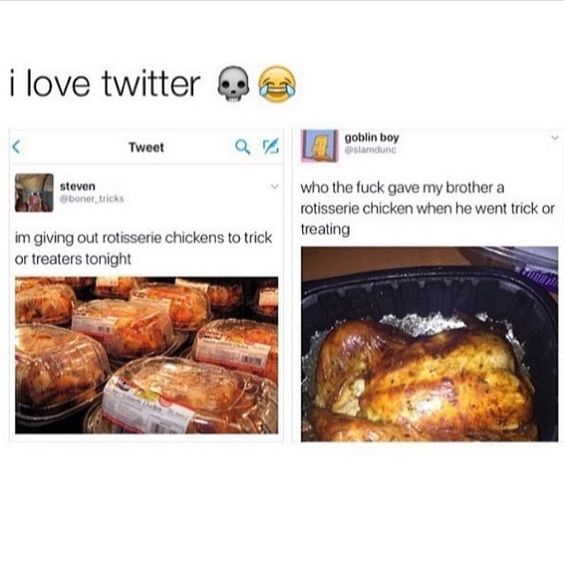 i love twitter 💀😂
Tweet
steven
@boner_tricks
im giving out rotisserie chickens to trick
or treaters tonight
goblin boy
@slamdunc
who the fuck gave my brother a
rotisserie chicken when he went trick or
treating